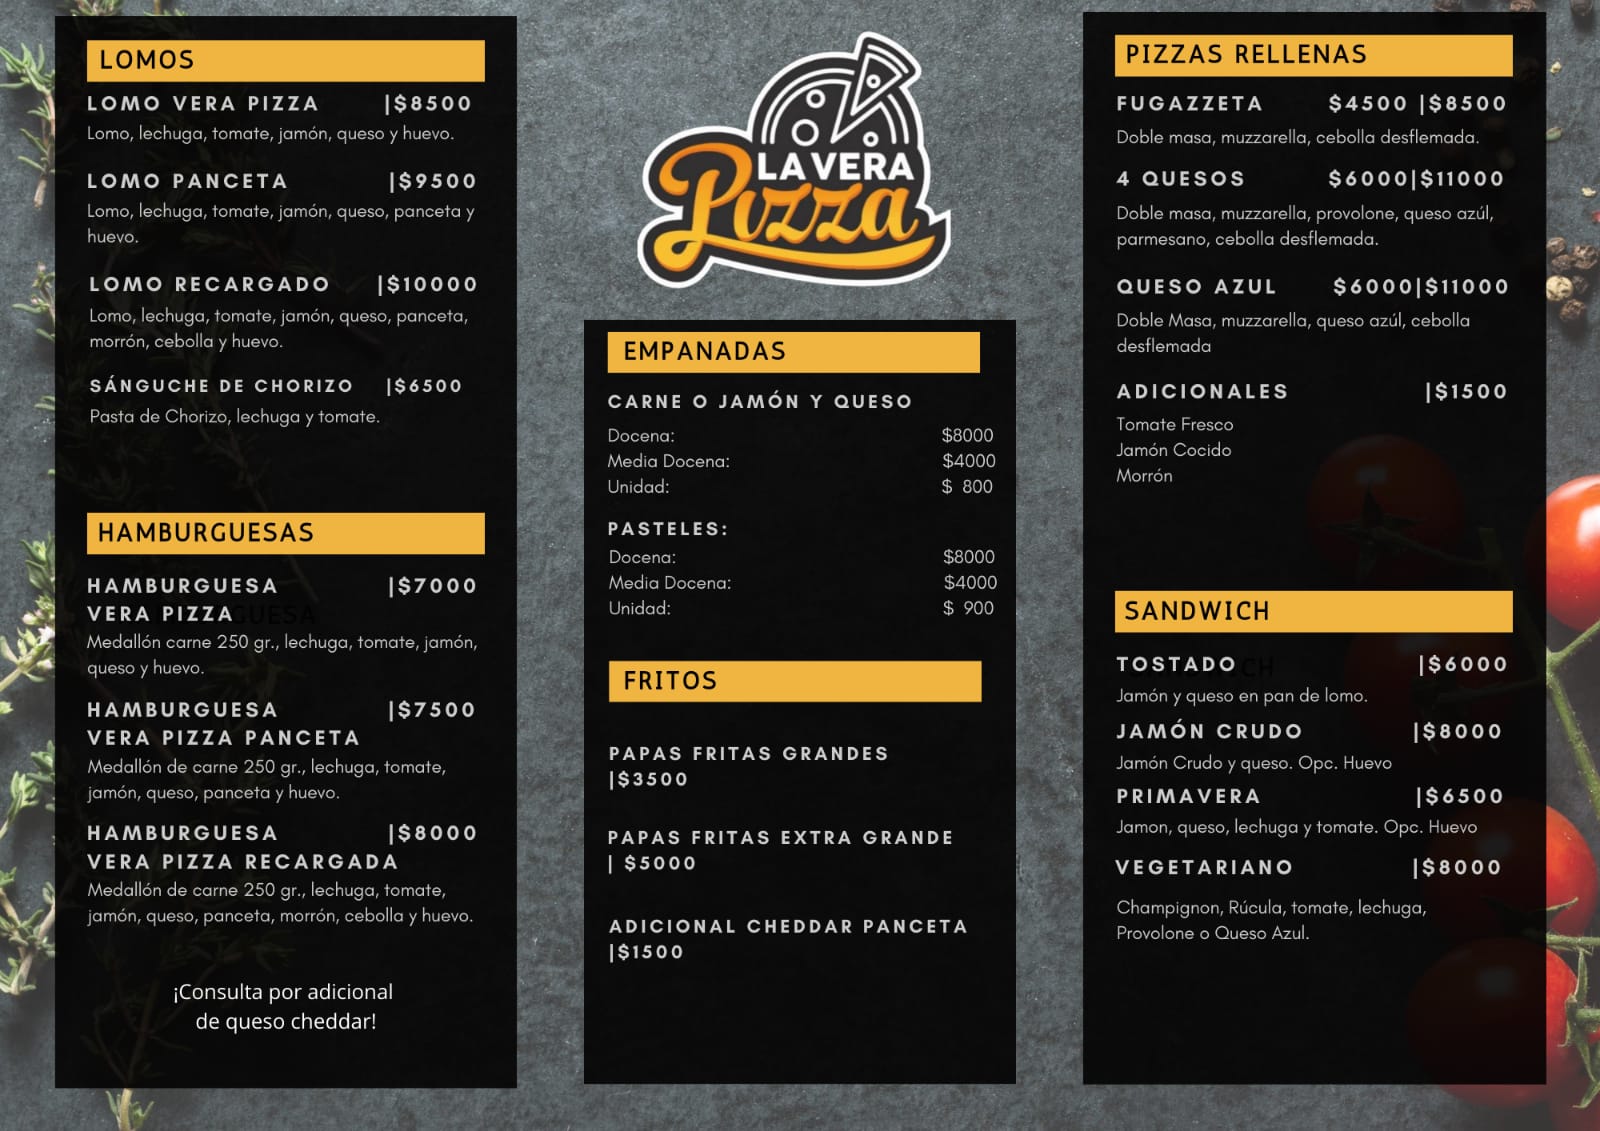 LOMOS
LOMO VERA PIZZA |$8500
Lomo, lechuga, tomate, jamón, queso y huevo.
LOMO PANCETA |$9500
Lomo, lechuga, tomate, jamón, queso, panceta y
huevo.
LOMO RECARGADO |$10000
Lomo, lechuga, tomate, jamón, queso, panceta,
morrón, cebolla y huevo.
SÁNGUCHE DE CHORIZO |$6500
Pasta de Chorizo, lechuga y tomate.
HAMBURGUESAS
HAMBURGUESA |$7000
VERA PIZZA
Medallón carne 250 gr., lechuga, tomate, jamón,
queso y huevo.
HAMBURGUESA |$7500
VERA PIZZA PANCETA
Medallón de carne 250 gr., lechuga, tomate,
jamón, queso, panceta y huevo.
HAMBURGUESA |$8000
VERA PIZZA RECARGADA
Medallón de carne 250 gr., lechuga, tomate,
jamón, queso, panceta, morrón, cebolla y huevo.
¡Consulta por adicional
de queso cheddar!
LA VERA
Pizza
EMPANADAS
CARNE O JAMÓN Y QUESO
Docena: $8000
Media Docena: $4000
Unidad: $ 800
PASTELES:
Docena: $8000
Media Docena: $4000
Unidad: $ 900
FRITOS
PAPAS FRITAS GRANDES
|$3500
PAPAS FRITAS EXTRA GRANDE
| $5000
ADICIONAL CHEDDAR PANCETA
|$1500
PIZZAS RELLENAS
FUGAZZETA $4500 |$8500
Doble masa, muzzarella, cebolla desflemada.
4 QUESOS $6000|$11000
Doble masa, muzzarella, provolone, queso azúl,
parmesano, cebolla desflemada.
QUESO AZUL $6000|$11000
Doble Masa, muzzarella, queso azúl, cebolla
desflemada
ADICIONALES |$1500
Tomate Fresco
Jamón Cocido
Morrón
SANDWICH
TOSTADO |$6000
Jamón y queso en pan de lomo.
JAMÓN CRUDO |$8000
Jamón Crudo y queso. Opc. Huevo
PRIMAVERA |$6500
Jamon, queso, lechuga y tomate. Opc. Huevo
VEGETARIANO |$8000
Champignon, Rúcula, tomate, lechuga,
Provolone o Queso Azul.